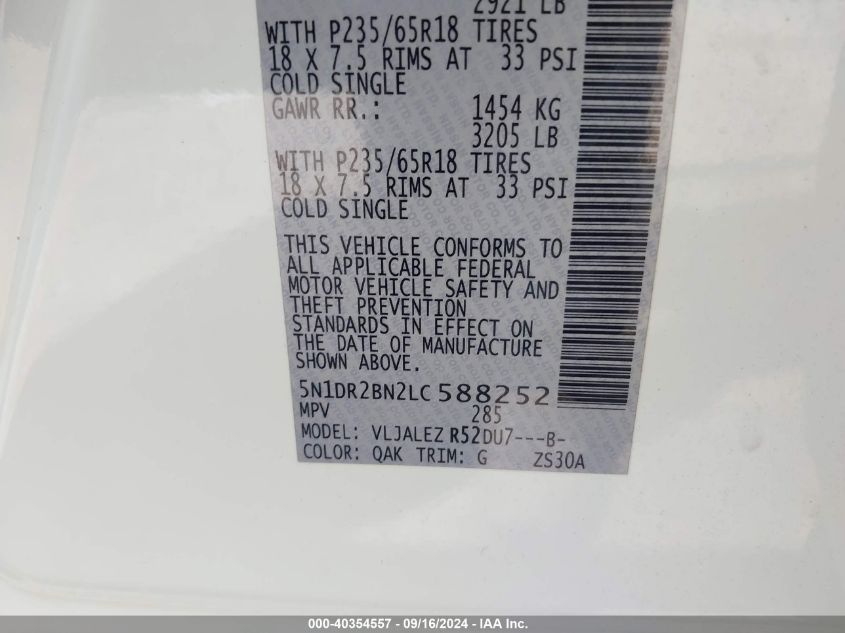 2921 LB
WITH P235/65R18 TIRES
18 X 7.5 RIMS AT 33 PSI
COLD SINGLE
GAWR RR.: 1454 KG
3205 LB
WITH P235/65R18 TIRES
18 X 7.5 RIMS AT 33 PSI
COLD SINGLE
THIS VEHICLE CONFORMS TO
ALL APPLICABLE FEDERAL
MOTOR VEHICLE SAFETY AND
THEFT PREVENTION
STANDARDS IN EFFECT ON
THE DATE OF MANUFACTURE
SHOWN ABOVE.
5N1DR2BN2LC 588252
MPV 285
MODEL: VLJALEZ R52DU7---B-
COLOR: QAK TRIM: G ZS30A
000-40354557 - 09/16/2024 - IAA Inc.